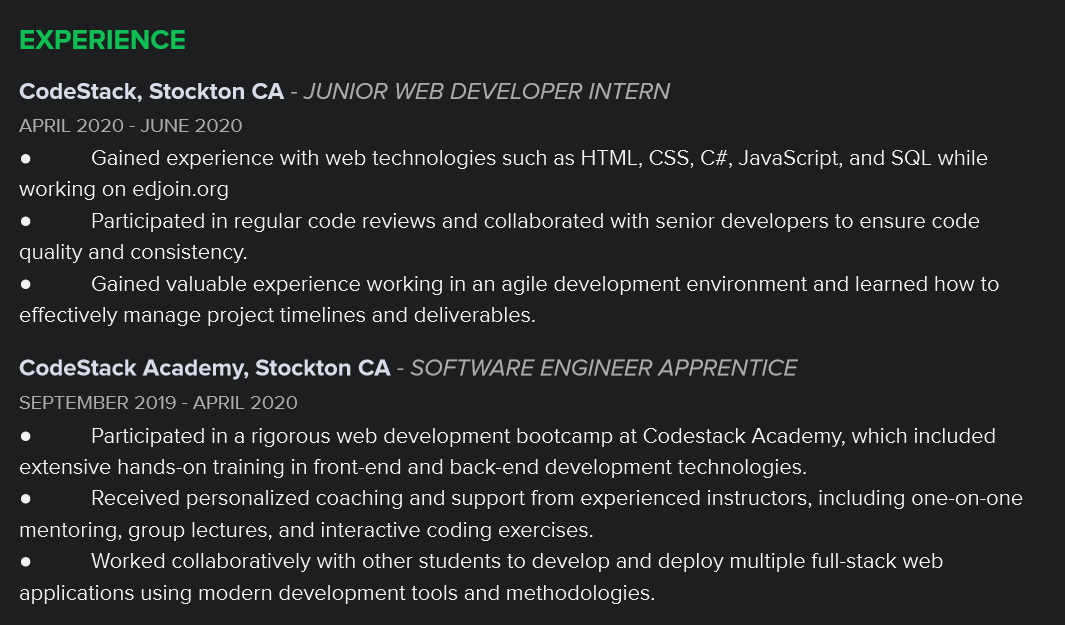 EXPERIENCE
CodeStack, Stockton CA - JUNIOR WEB DEVELOPER INTERN
APRIL 2020 - JUNE 2020
● Gained experience with web technologies such as HTML, CSS, C#, JavaScript, and SQL while
working on edjoin.org
● Participated in regular code reviews and collaborated with senior developers to ensure code
quality and consistency.
● Gained valuable experience working in an agile development environment and learned how to
effectively manage project timelines and deliverables.
CodeStack Academy, Stockton CA - SOFTWARE ENGINEER APPRENTICE
SEPTEMBER 2019 - APRIL 2020
● Participated in a rigorous web development bootcamp at Codestack Academy, which included
extensive hands-on training in front-end and back-end development technologies.
● Received personalized coaching and support from experienced instructors, including one-on-one
mentoring, group lectures, and interactive coding exercises.
● Worked collaboratively with other students to develop and deploy multiple full-stack web
applications using modern development tools and methodologies.